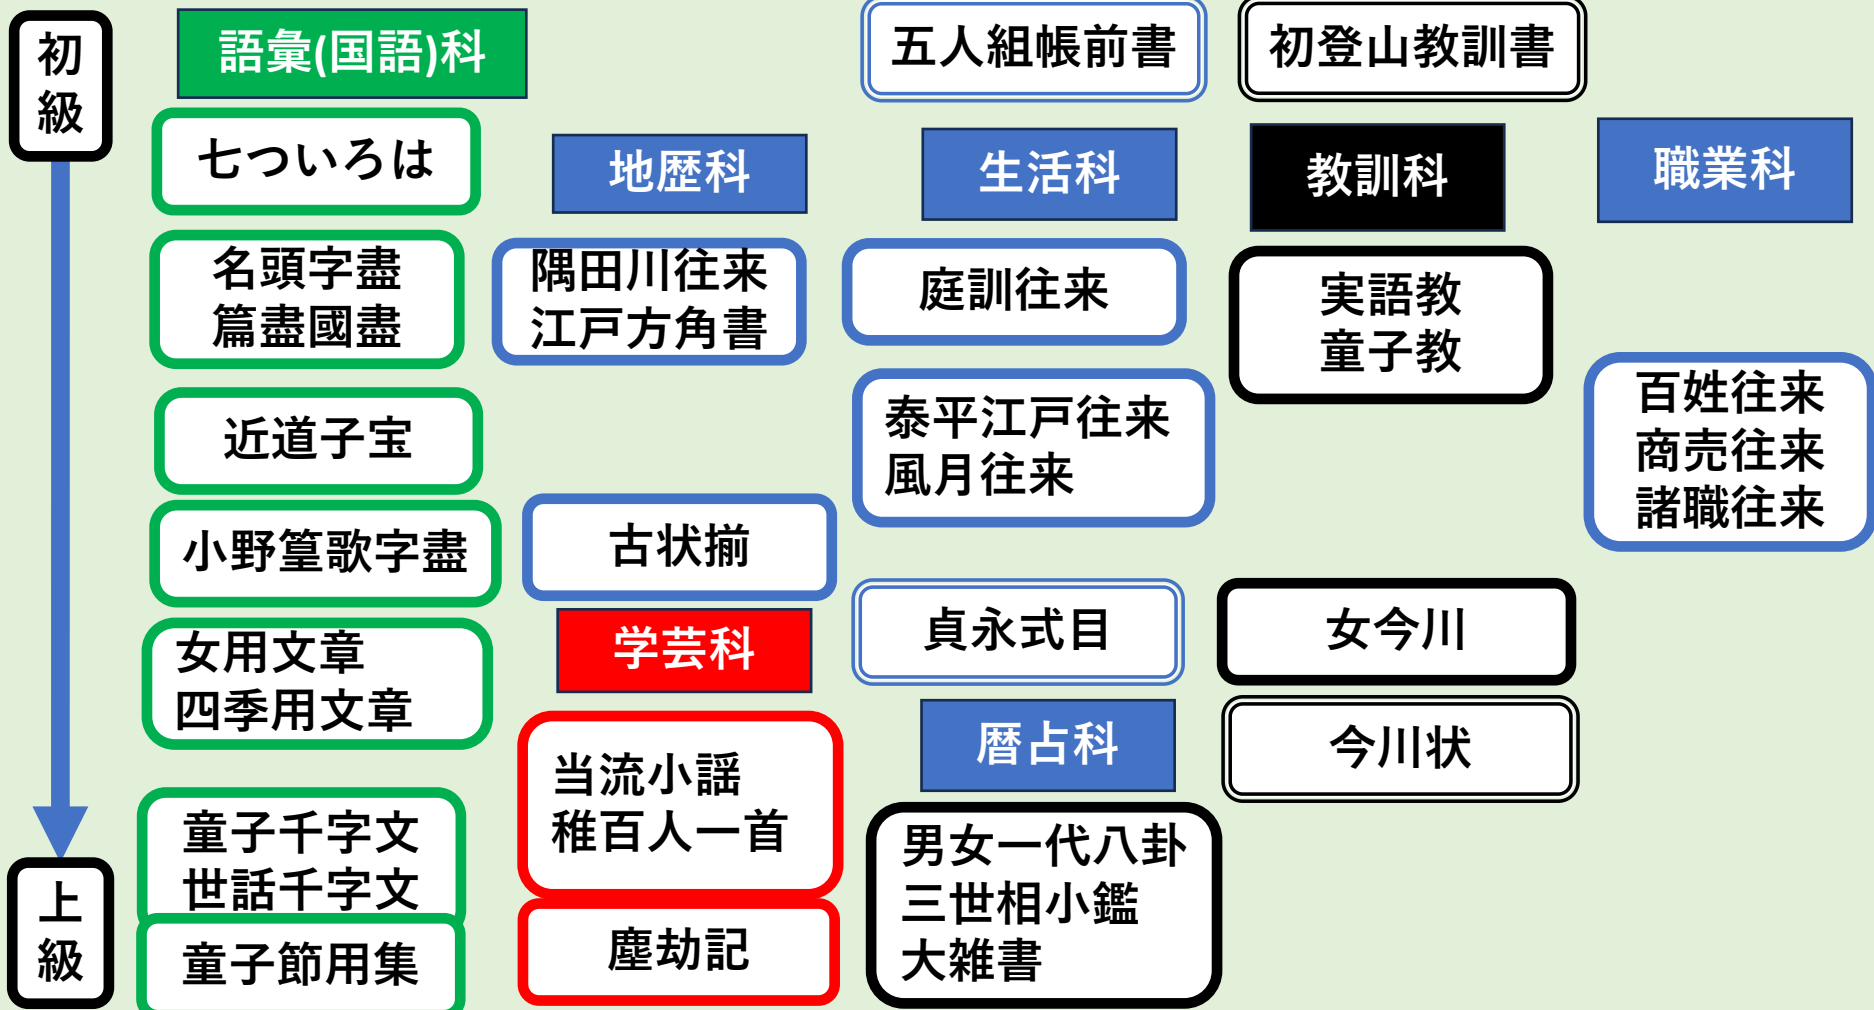 初
級
語彙(国語)科
七ついろは
名頭字盡
篇盡國盡
近道子宝
小野篁歌字盡
女用文章
四季用文章
童子千字文
世話千字文
童子節用集
上
級
地歴科
隅田川往来
江戸方角書
古状揃
学芸科
当流小謡
稚百人一首
塵劫記
五人組帳前書
生活科
庭訓往来
泰平江戸往来
風月往来
貞永式目
暦占科
男女一代八卦
三世相小鑑
大雑書
初登山教訓書
教訓科
実語教
童子教
女今川
今川状
職業科
百姓往来
商売往来
諸職往来